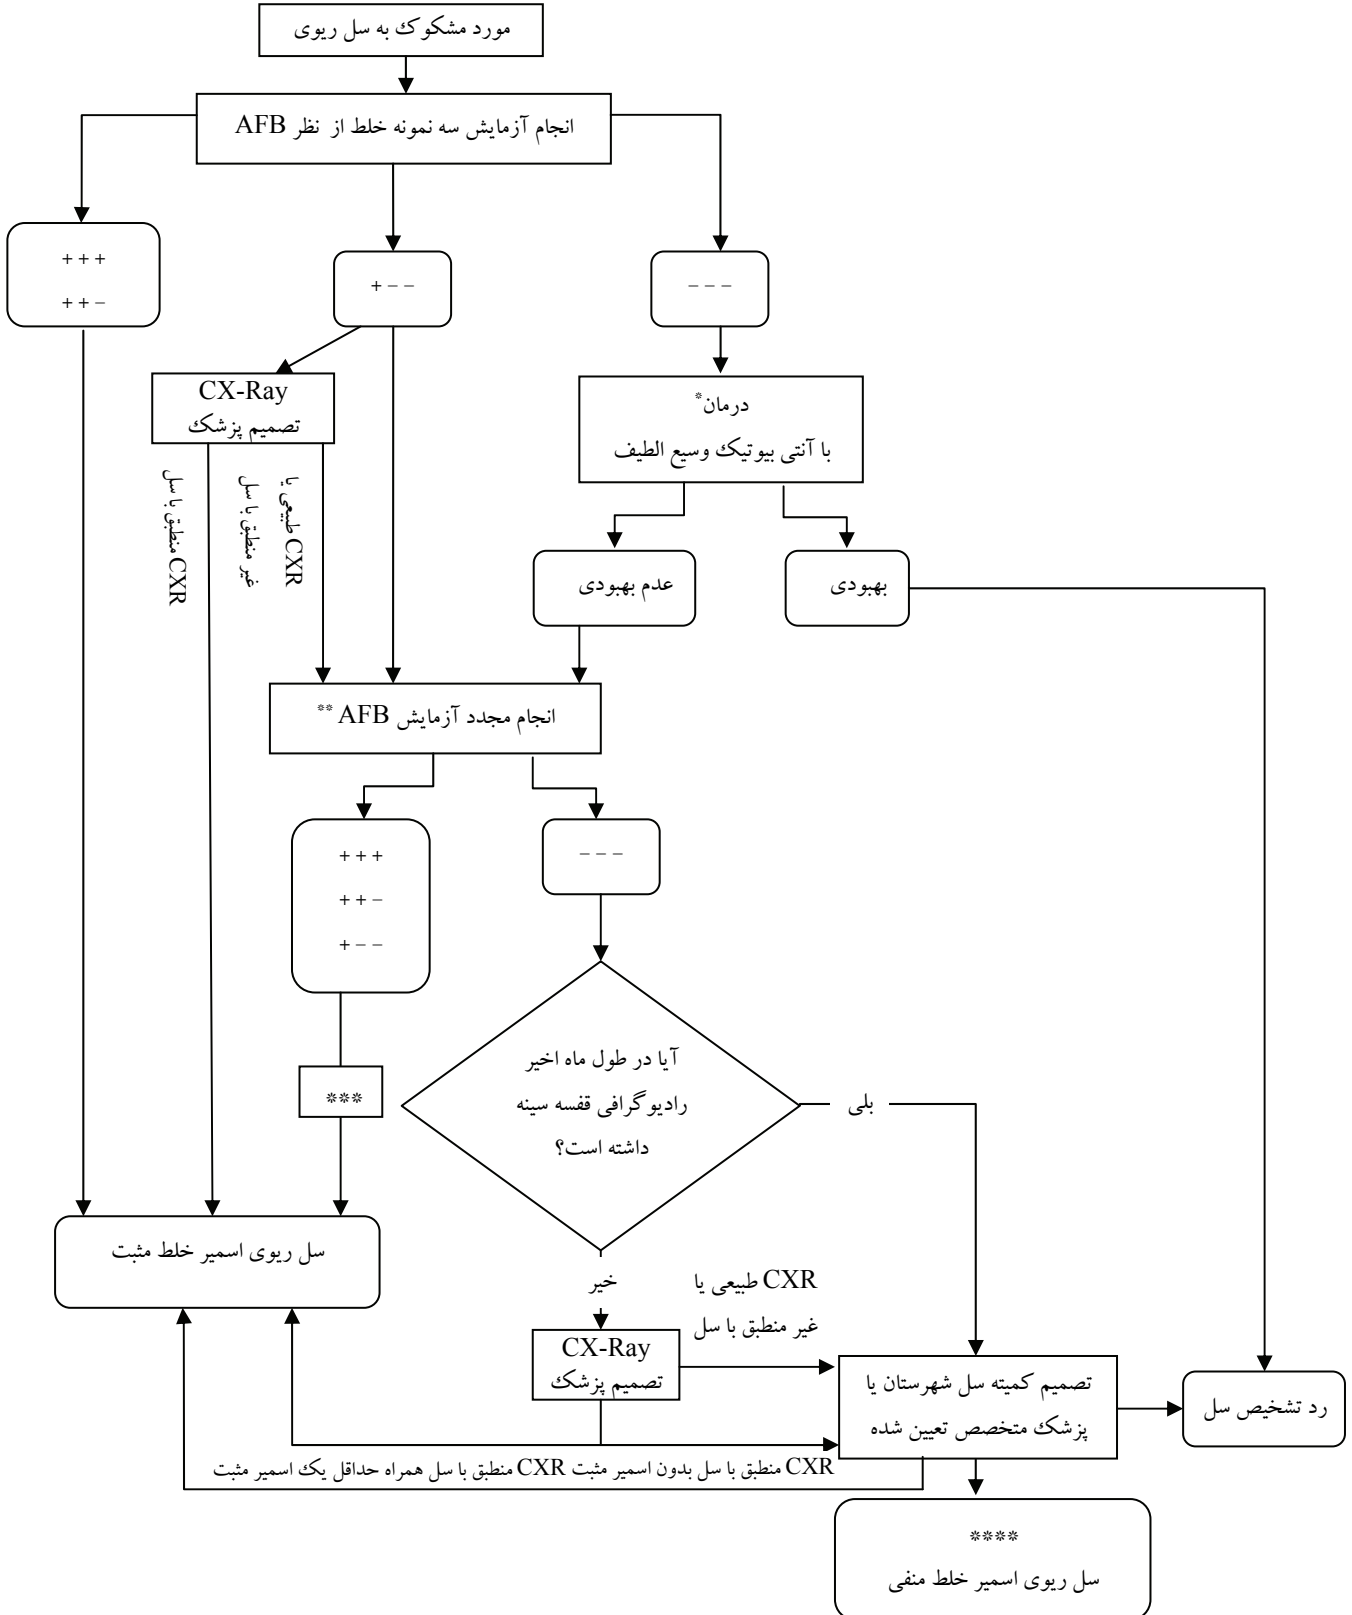 مورد مشکوک به سل ریوی
انجام آزمایش سه نمونه خلط از نظر AFB
+ + +
+ + –
+ – –
– – –
CX-Ray
تصمیم پزشک
درمان*
با آنتی بیوتیک وسیع الطیف
CXR منطبق با سل
CXR طبیعی یا
غیر منطبق با سل
عدم بهبودی
بهبودی
انجام مجدد آزمایش AFB **
+ + +
+ + –
+ – –
– – –
***
آیا در طول ماه اخیر
رادیوگرافی قفسه سینه
داشته است؟
بلی
خیر
سل ریوی اسمیر خلط مثبت
CXR طبیعی یا
غیر منطبق با سل
CX-Ray
تصمیم پزشک
تصمیم کمیته سل شهرستان یا
پزشک متخصص تعیین شده
رد تشخیص سل
CXR منطبق با سل بدون اسمیر مثبت CXR منطبق با سل همراه حداقل یک اسمیر مثبت
****
سل ریوی اسمیر خلط منفی